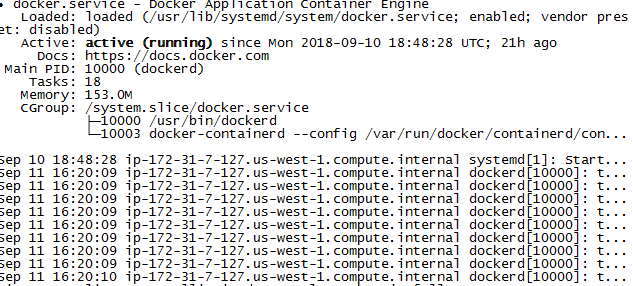 ● docker.service - Docker Application Container Engine
   Loaded: loaded (/usr/lib/systemd/system/docker.service; enabled; vendor pres
et: disabled)
   Active: active (running) since Mon 2018-09-10 18:48:28 UTC; 21h ago
     Docs: https://docs.docker.com
 Main PID: 10000 (dockerd)
    Tasks: 18
   Memory: 153.0M
   CGroup: /system.slice/docker.service
           ├─10000 /usr/bin/dockerd
           └─10003 docker-containerd --config /var/run/docker/containerd/con...
Sep 10 18:48:28 ip-172-31-7-127.us-west-1.compute.internal systemd[1]: Start...
Sep 11 16:20:09 ip-172-31-7-127.us-west-1.compute.internal dockerd[10000]: t...
Sep 11 16:20:09 ip-172-31-7-127.us-west-1.compute.internal dockerd[10000]: t...
Sep 11 16:20:09 ip-172-31-7-127.us-west-1.compute.internal dockerd[10000]: t...
Sep 11 16:20:09 ip-172-31-7-127.us-west-1.compute.internal dockerd[10000]: t...
Sep 11 16:20:09 ip-172-31-7-127.us-west-1.compute.internal dockerd[10000]: t...
Sep 11 16:20:09 ip-172-31-7-127.us-west-1.compute.internal dockerd[10000]: t...
Sep 11 16:20:09 ip-172-31-7-127.us-west-1.compute.internal dockerd[10000]: t...
Sep 11 16:20:09 ip-172-31-7-127.us-west-1.compute.internal dockerd[10000]: t...
Sep 11 16:20:10 ip-172-31-7-127.us-west-1.compute.internal dockerd[10000]: t...